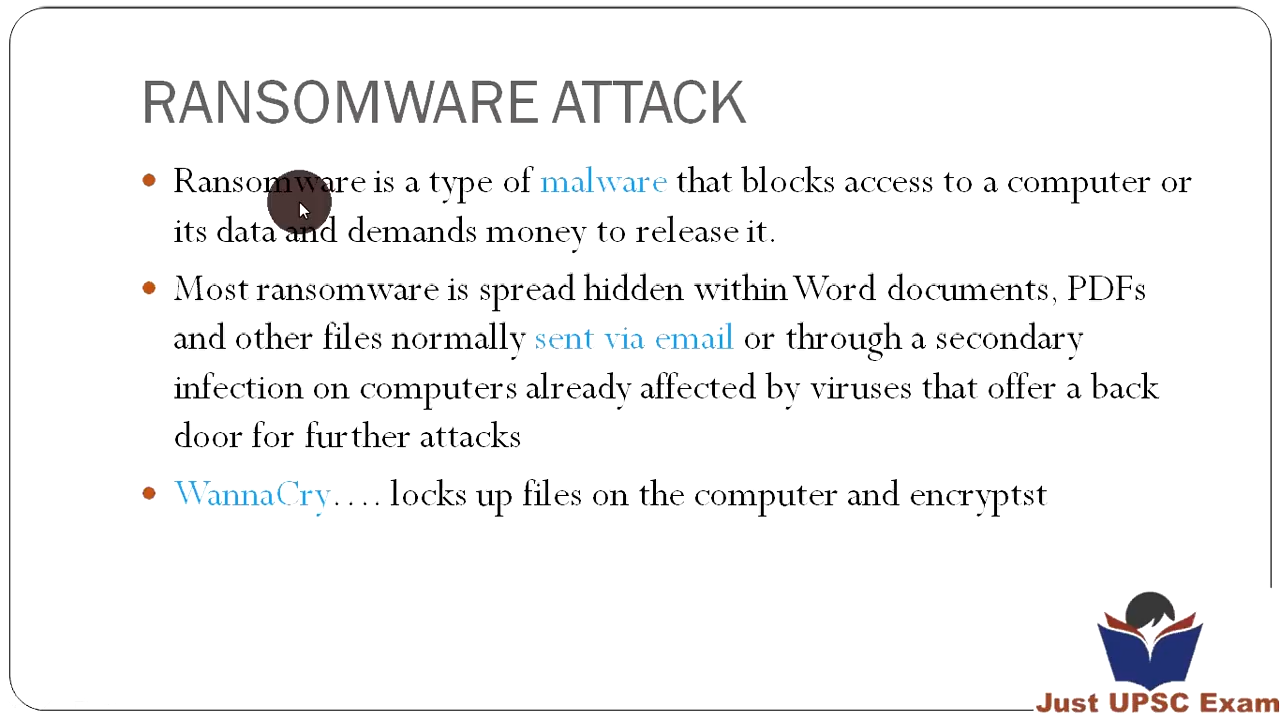 RANSOMWARE ATTACK
• Ransomware is a type of malware that blocks access to a computer or
its data and demands money to release it.
• Most ransomware is spread hidden within Word documents, PDFs
and other files normally sent via email or through a secondary
infection on computers already affected by viruses that offer a back
door for further attacks
• WannaCry.... locks up files on the computer and encryptst
Just UPSC Exam